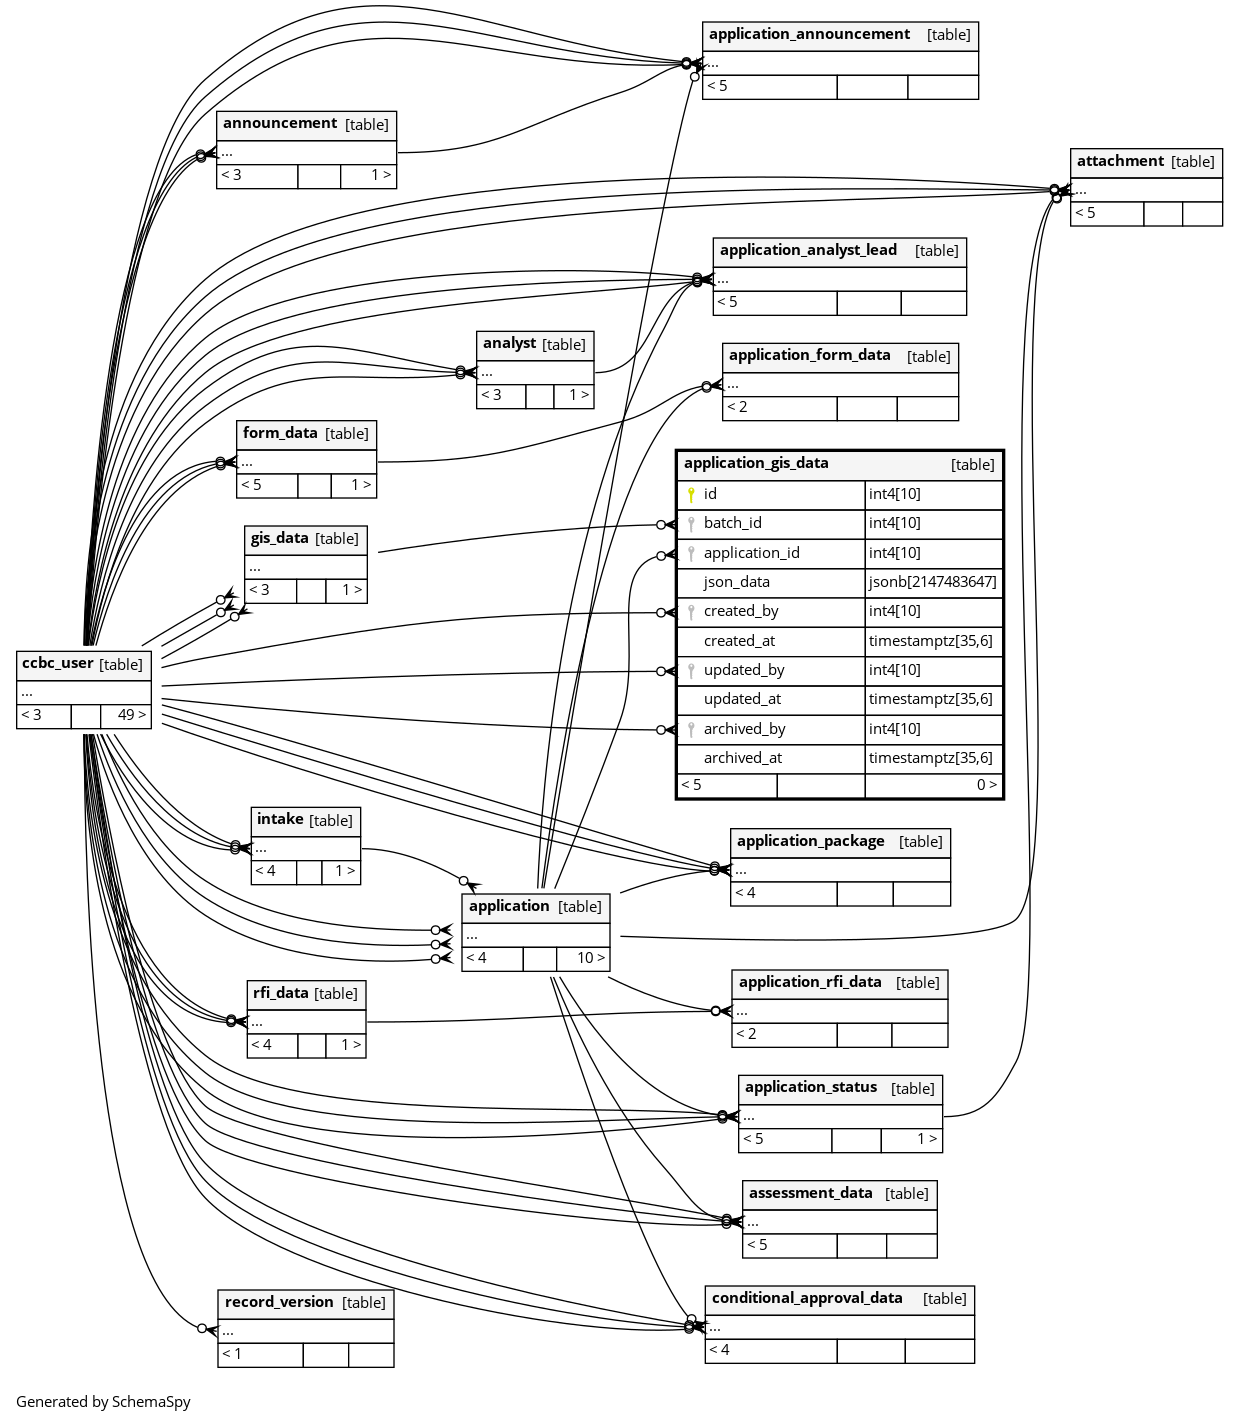 application_announcement [table]
...
< 5
announcement [table]
...
< 3 1 >
attachment [table]
...
< 5
application_analyst_lead [table]
...
< 5
analyst [table]
...
< 3 1 >
application_form_data [table]
...
< 2
form_data [table]
...
< 5 1 >
application_gis_data [table]
id int4[10]
batch_id int4[10]
application_id int4[10]
json_data jsonb[2147483647]
created_by int4[10]
created_at timestamptz[35,6]
updated_by int4[10]
updated_at timestamptz[35,6]
archived_by int4[10]
archived_at timestamptz[35,6]
< 5 0 >
gis_data [table]
...
< 3 1 >
ccbc_user [table]
...
< 3 49 >
intake [table]
...
< 4 1 >
application_package [table]
...
< 4
application [table]
...
< 4 10 >
application_rfi_data [table]
...
< 2
rfi_data [table]
...
< 4 1 >
application_status [table]
...
< 5 1 >
assessment_data [table]
...
< 5
conditional_approval_data [table]
...
< 4
record_version [table]
...
< 1
Generated by SchemaSpy